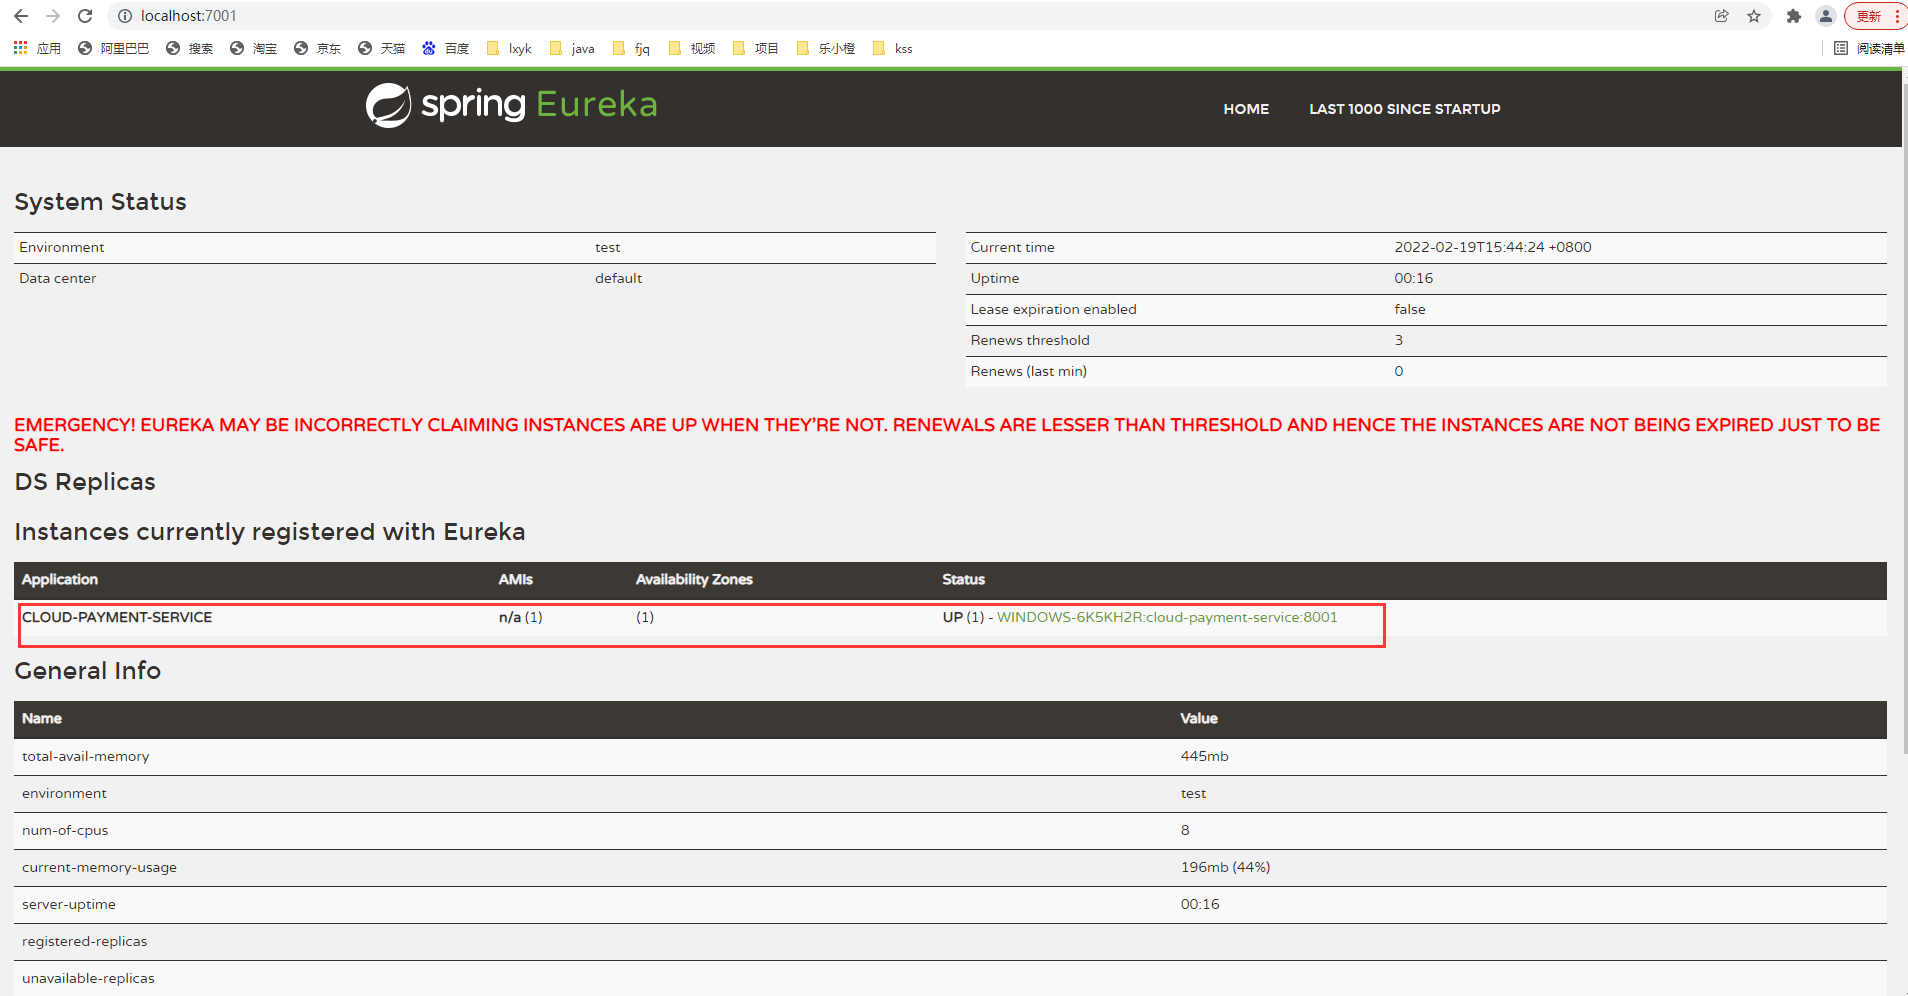 localhost:7001
更新
应用 阿里巴巴 搜索 淘宝 京东 天猫 百度 lxyk java fjq 视频 项目 乐小橙 kss
阅读清单
spring Eureka
HOME LAST 1000 SINCE STARTUP
System Status
Environment test
Data center default
Current time 2022-02-19T15:44:24 +0800
Uptime 00:16
Lease expiration enabled false
Renews threshold 3
Renews (last min) 0
EMERGENCY! EUREKA MAY BE INCORRECTLY CLAIMING INSTANCES ARE UP WHEN THEY'RE NOT. RENEWALS ARE LESSER THAN THRESHOLD AND HENCE THE INSTANCES ARE NOT BEING EXPIRED JUST TO BE
SAFE.
DS Replicas
Instances currently registered with Eureka
Application AMIs Availability Zones Status
CLOUD-PAYMENT-SERVICE n/a (1) (1) UP (1) - WINDOWS-6K5KH2R:cloud-payment-service:8001
General Info
Name Value
total-avail-memory 445mb
environment test
num-of-cpus 8
current-memory-usage 196mb (44%)
server-uptime 00:16
registered-replicas
unavailable-replicas